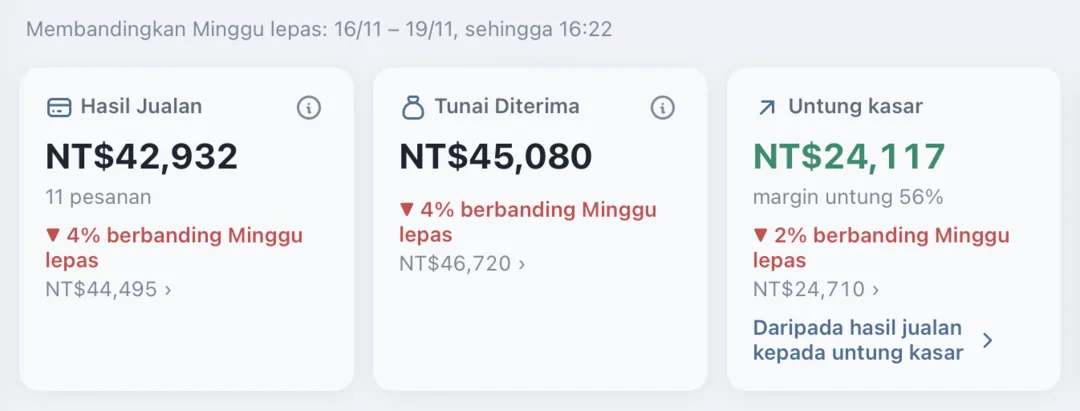 Membandingkan Minggu lepas: 16/11 – 19/11, sehingga 16:22
Hasil Jualan
NT$42,932
11 pesanan
▼ 4% berbanding Minggu
lepas
NT$44,495 ›
Tunai Diterima
NT$45,080
▼ 4% berbanding Minggu
lepas
NT$46,720 ›
Untung kasar
NT$24,117
margin untung 56%
▼ 2% berbanding Minggu
lepas
NT$24,710 ›
Daripada hasil jualan
kepada untung kasar